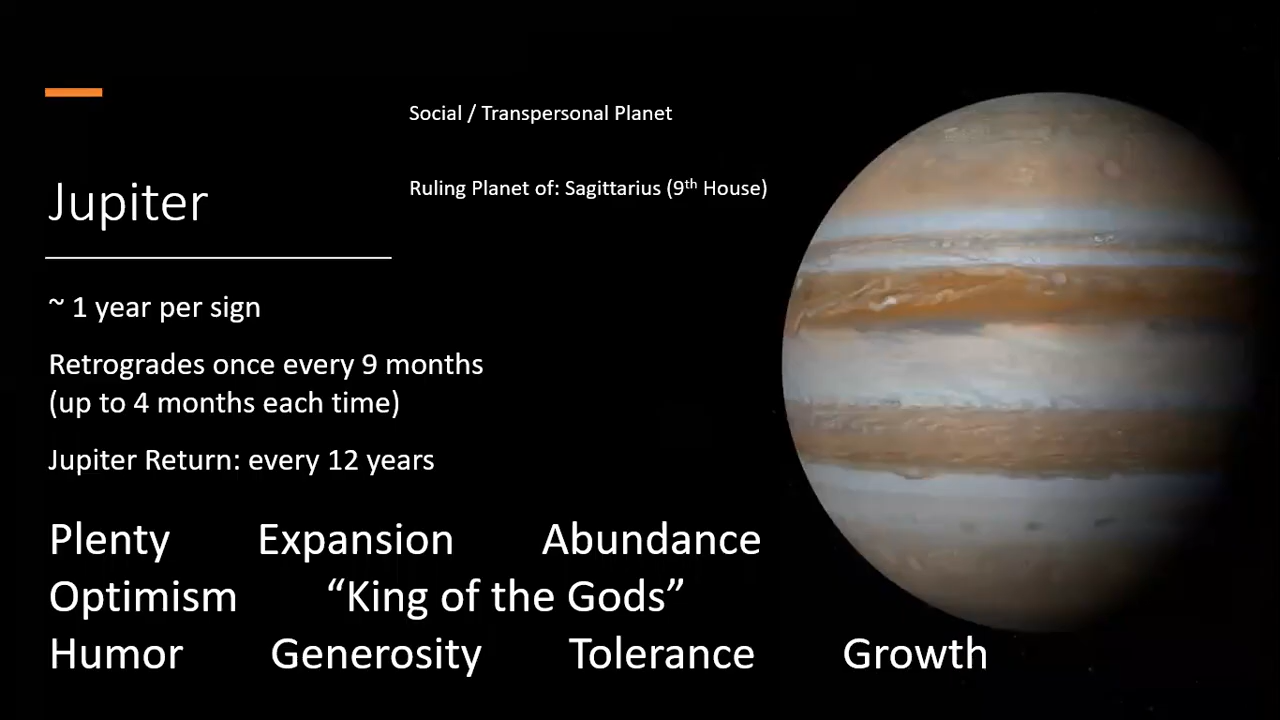 Social / Transpersonal Planet
Ruling Planet of: Sagittarius (9th House)
Jupiter
~ 1 year per sign
Retrogrades once every 9 months
(up to 4 months each time)
Jupiter Return: every 12 years
Plenty Expansion Abundance
Optimism “King of the Gods”
Humor Generosity Tolerance Growth